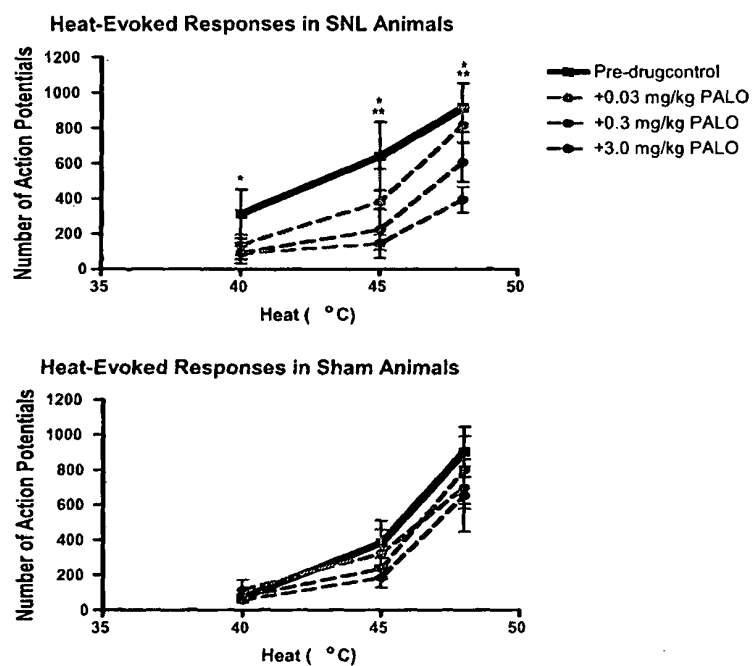 Heat-Evoked Responses in SNL Animals
Number of Action Potentials
1200
1000
800
600
400
200
0
35
40
45
50
Heat ( °C)
*
*
**
*
**
Pre-drugcontrol
+0.03 mg/kg PALO
+0.3 mg/kg PALO
+3.0 mg/kg PALO
Heat-Evoked Responses in Sham Animals
Number of Action Potentials
1200
1000
800
600
400
200
0
35
40
45
50
Heat ( °C)